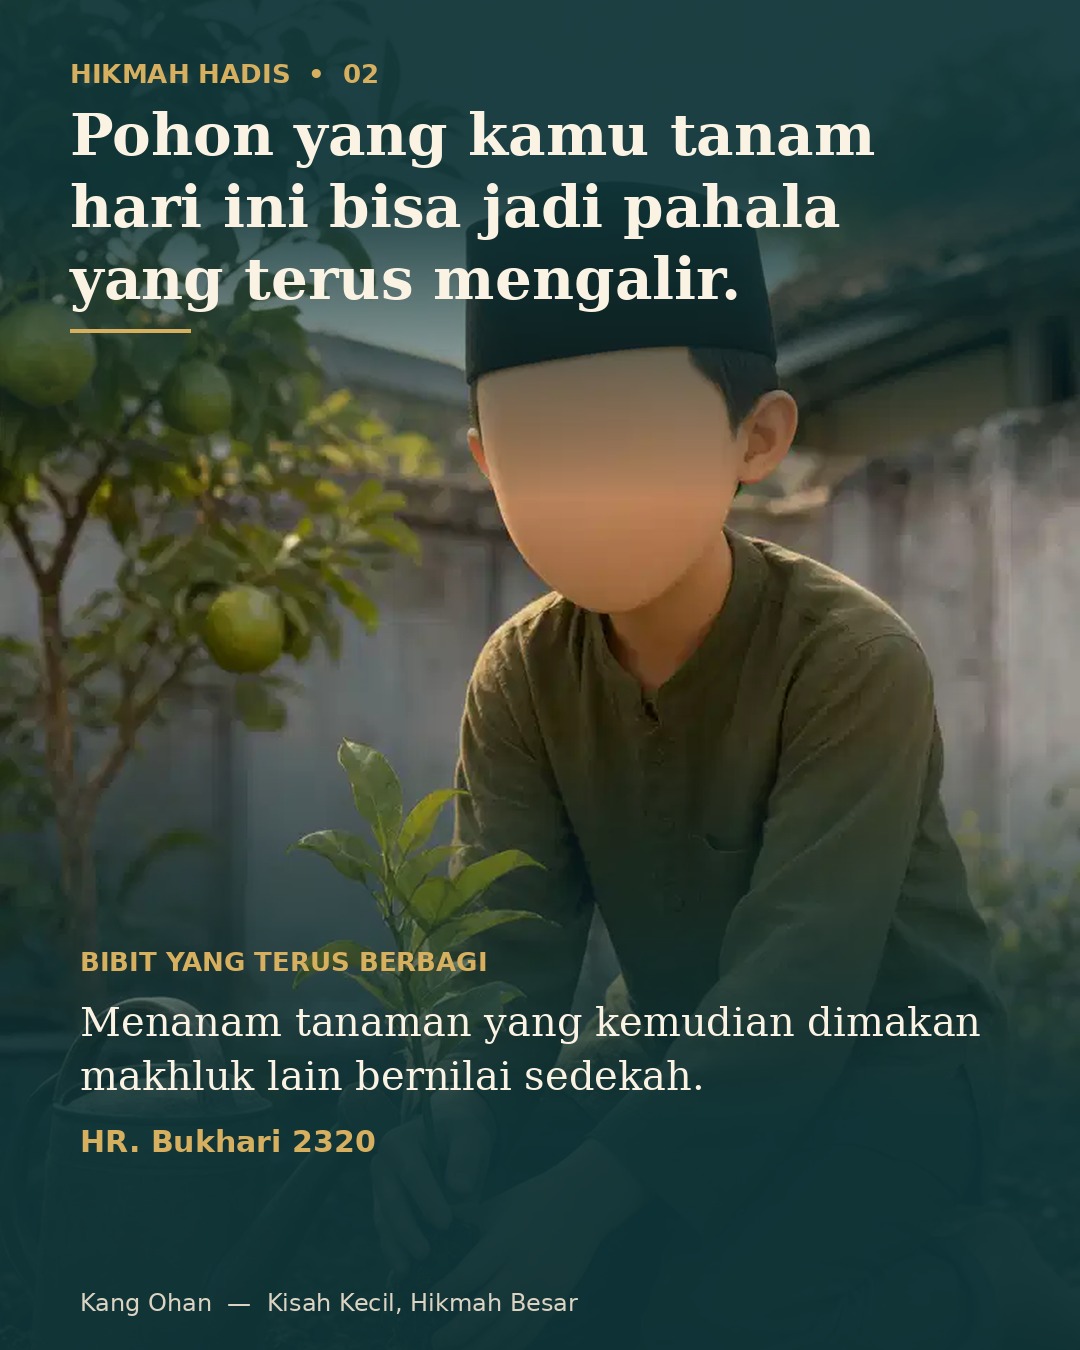 HIKMAH HADIS • 02
Pohon yang kamu tanam
hari ini bisa jadi pahala
yang terus mengalir.
BIBIT YANG TERUS BERBAGI
Menanam tanaman yang kemudian dimakan
makhluk lain bernilai sedekah.
HR. Bukhari 2320
Kang Ohan — Kisah Kecil, Hikmah Besar